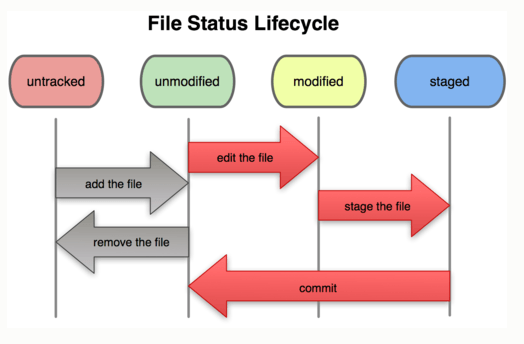 File Status Lifecycle
untracked
unmodified
modified
staged
edit the file
add the file
stage the file
remove the file
commit